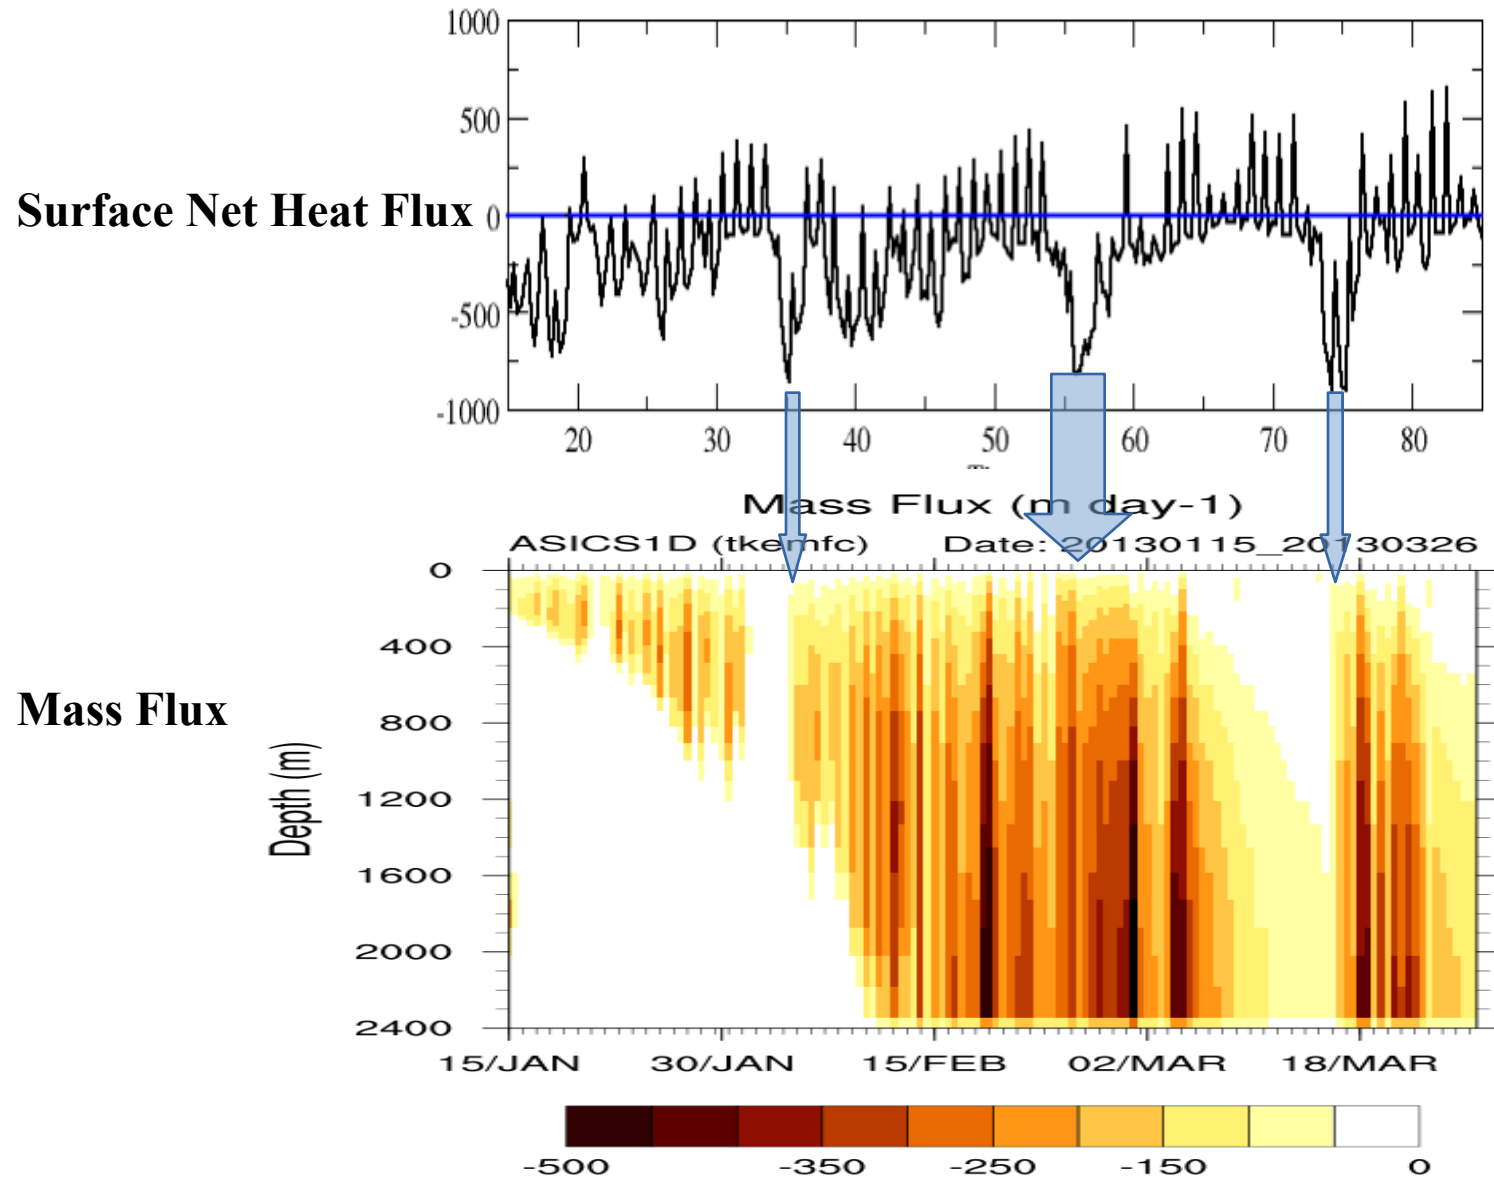 1000
500
Surface Net Heat Flux
0
-500
-1000
20 30 40 50 60 70 80
Mass Flux (m day-1)
ASICS1D (tkemfc) Date: 20130115_20130326
0
400
Mass Flux
800
Depth (m)
1200
1600
2000
2400
15/JAN 30/JAN 15/FEB 02/MAR 18/MAR
-500 -350 -250 -150 0